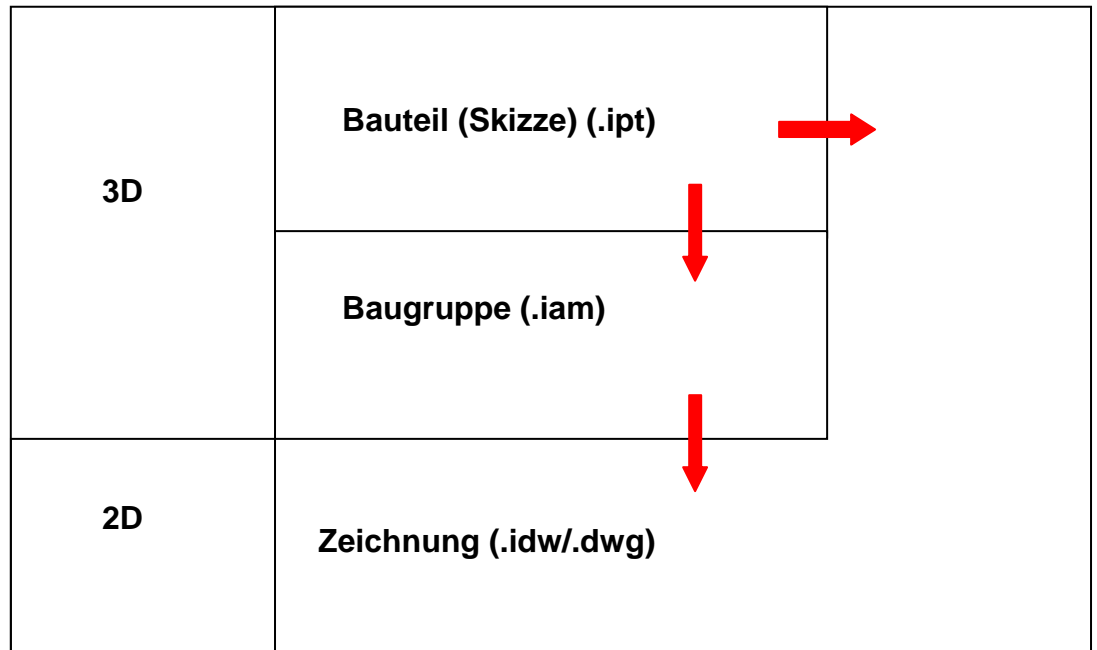 Bauteil (Skizze) (.ipt)
3D
Baugruppe (.iam)
2D
Zeichnung (.idw/.dwg)